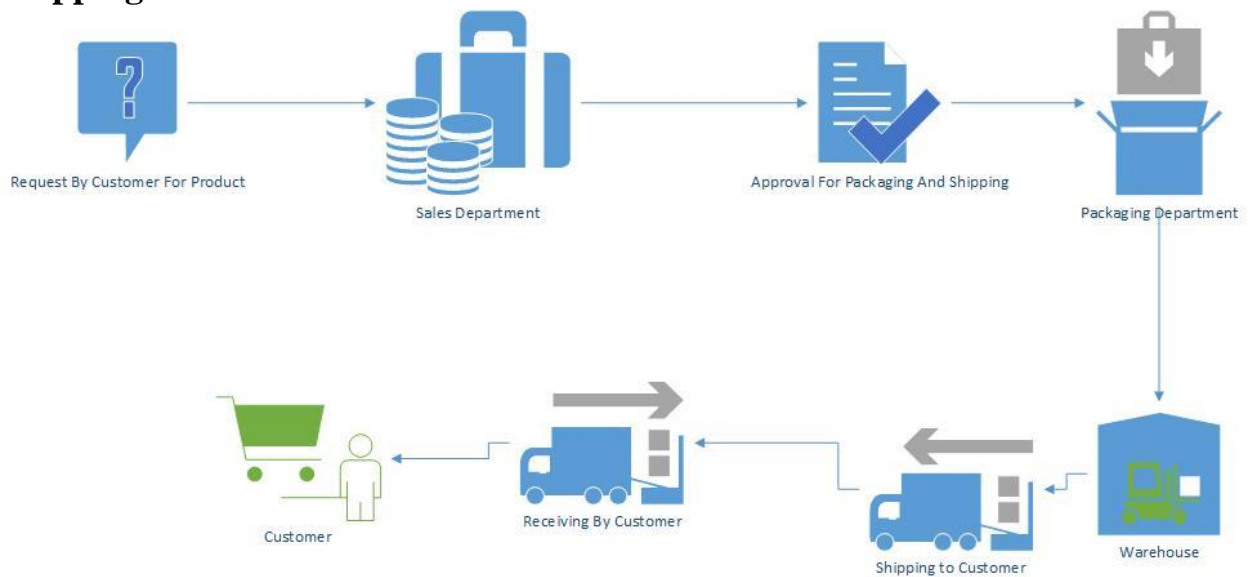 Request By Customer For Product
Sales Department
Approval For Packaging And Shipping
Packaging Department
Customer
Receiving By Customer
Shipping to Customer
Warehouse